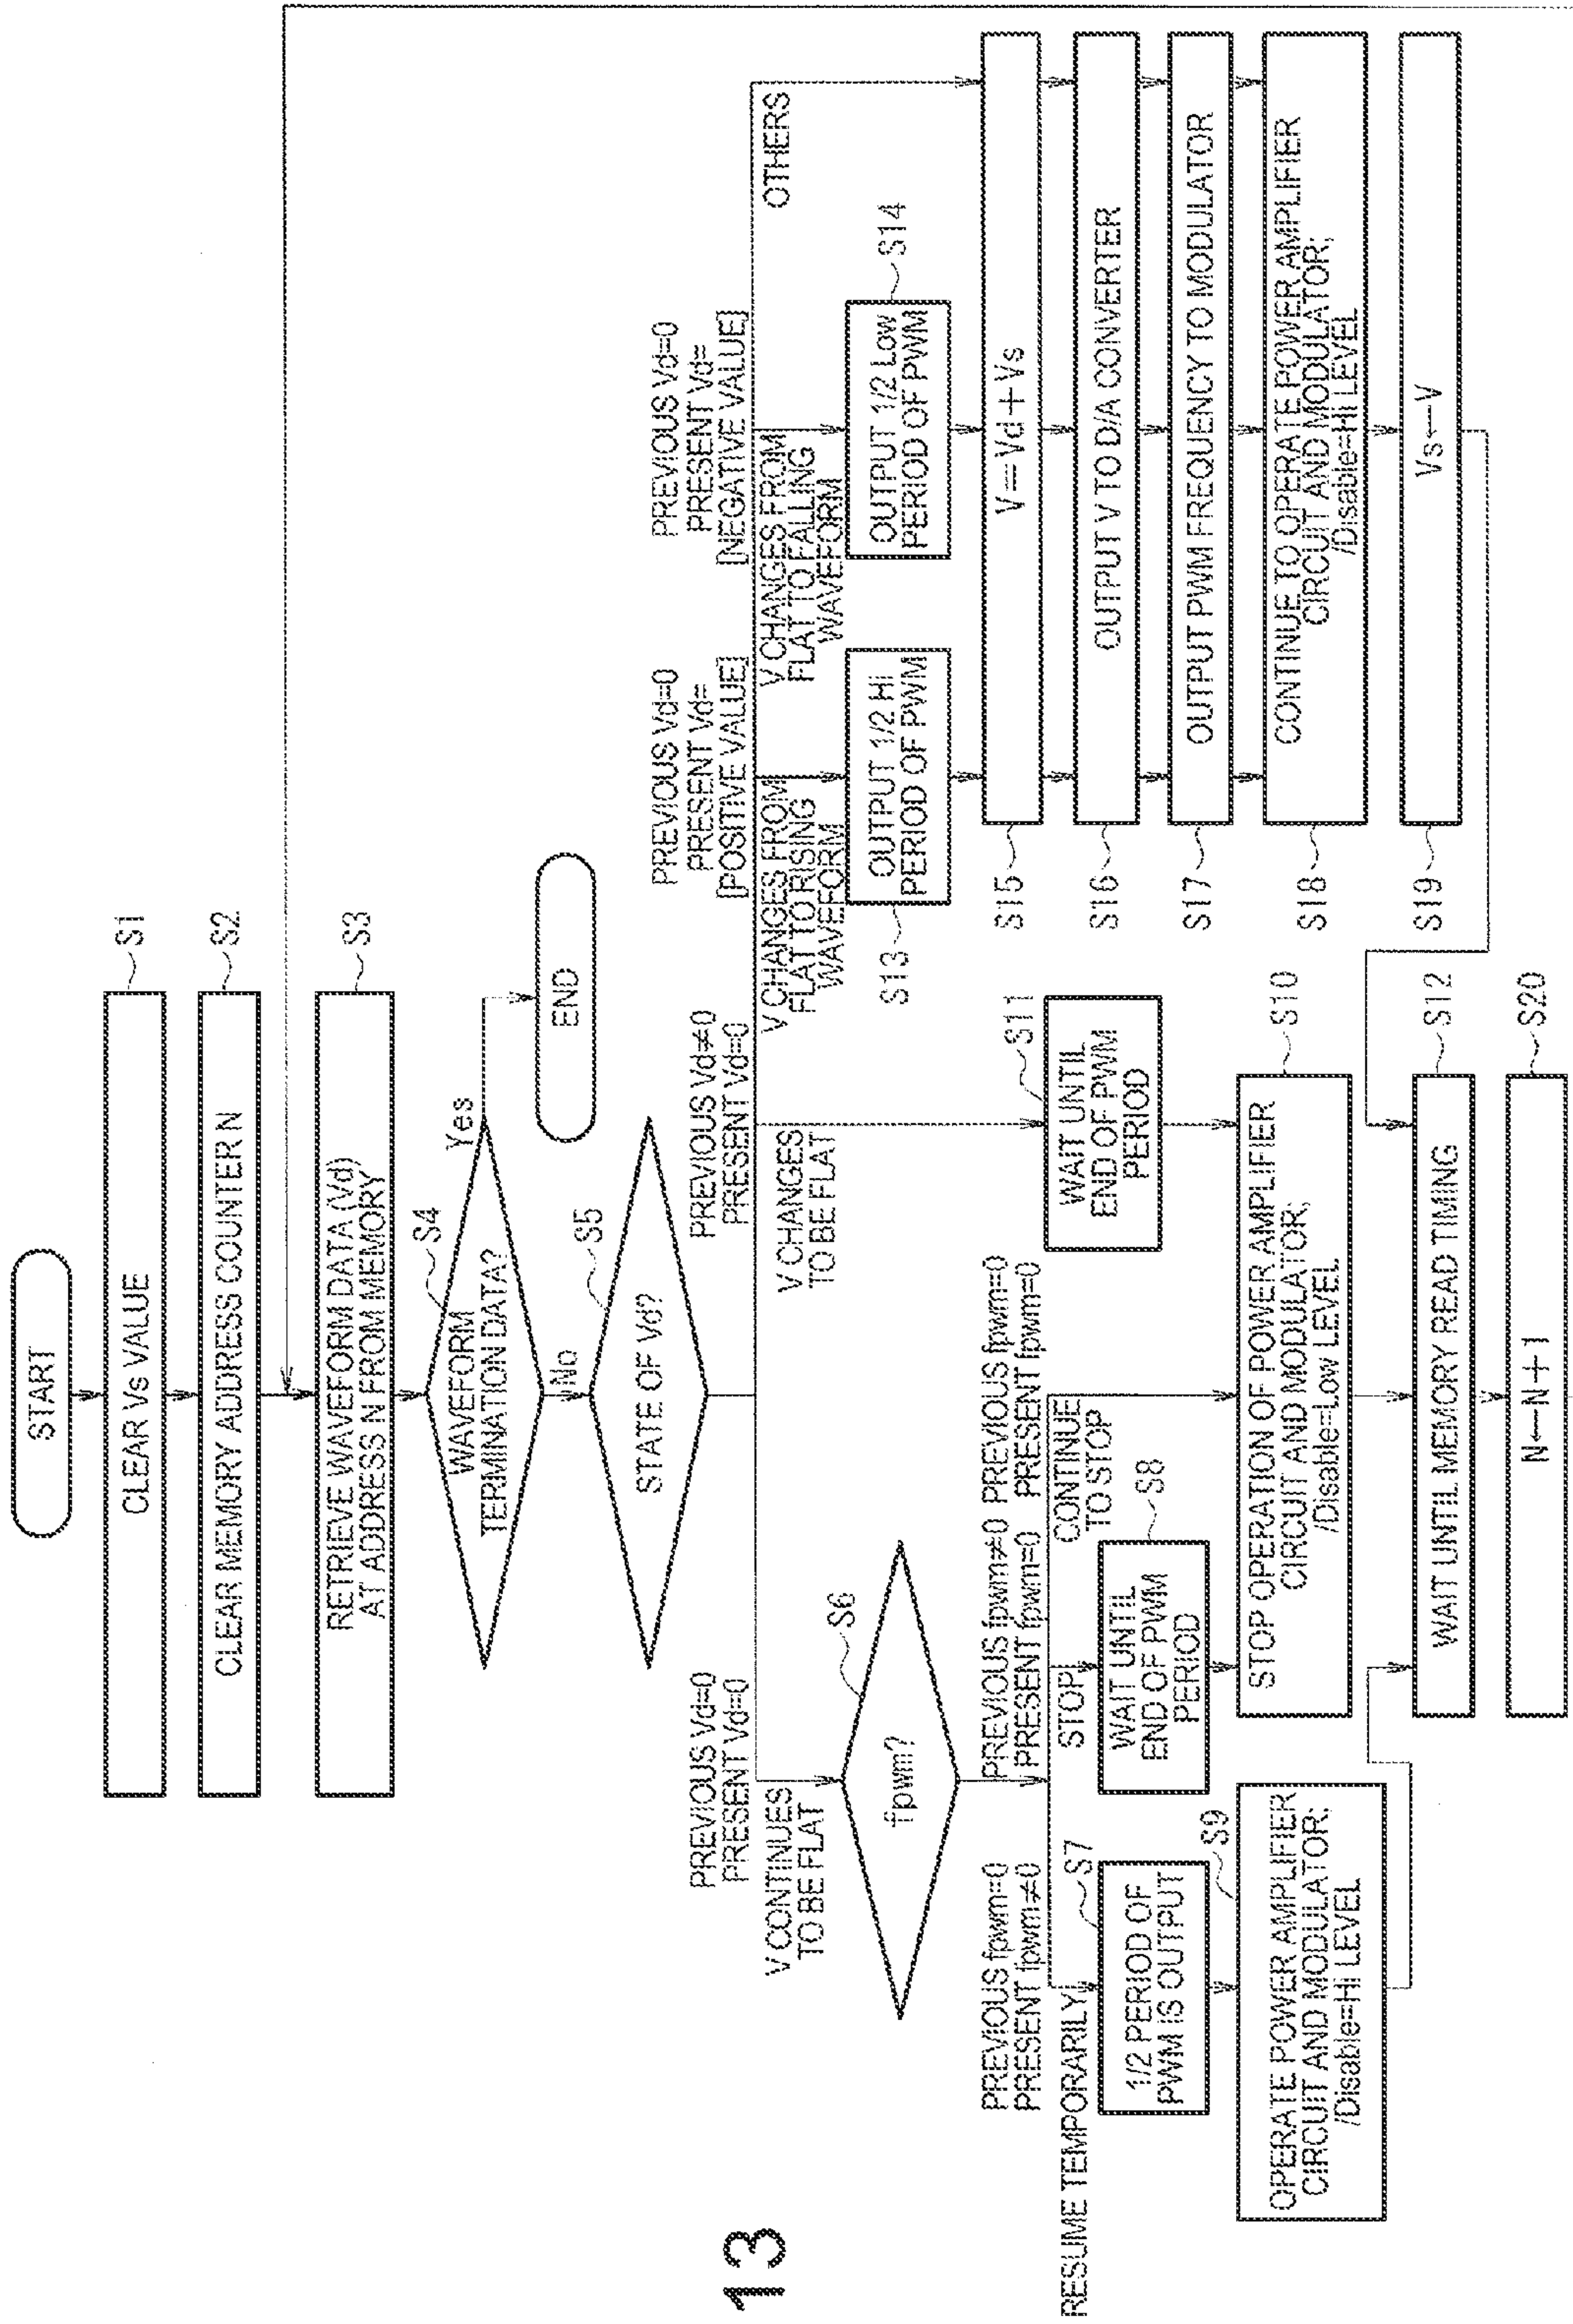 13
START
CLEAR Vs VALUE
S1
CLEAR MEMORY ADDRESS COUNTER N
S2
RETRIEVE WAVEFORM DATA (Vd)
AT ADDRESS N FROM MEMORY
S3
WAVEFORM
TERMINATION DATA?
S4
Yes
END
No
STATE OF Vd?
S5
PREVIOUS Vd=0
PRESENT Vd=0
V CONTINUES
TO BE FLAT
fpwm?
S6
PREVIOUS fpwm=0
PRESENT fpwm≠0
RESUME TEMPORARILY
1/2 PERIOD OF
PWM IS OUTPUT
S7
OPERATE POWER AMPLIFIER
CIRCUIT AND MODULATOR;
/Disable=Hi LEVEL
S9
PREVIOUS fpwm≠0
PRESENT fpwm=0
STOP
WAIT UNTIL
END OF PWM
PERIOD
S8
PREVIOUS fpwm=0
PRESENT fpwm=0
CONTINUE
TO STOP
PREVIOUS Vd≠0
PRESENT Vd=0
V CHANGES
TO BE FLAT
WAIT UNTIL
END OF PWM
PERIOD
S11
STOP OPERATION OF POWER AMPLIFIER
CIRCUIT AND MODULATOR;
/Disable=Low LEVEL
S10
PREVIOUS Vd=0
PRESENT Vd=
[POSITIVE VALUE]
V CHANGES FROM
FLAT TO RISING
WAVEFORM
OUTPUT 1/2 Hi
PERIOD OF PWM
S13
PREVIOUS Vd=0
PRESENT Vd=
[NEGATIVE VALUE]
V CHANGES FROM
FLAT TO FALLING
WAVEFORM
OUTPUT 1/2 Low
PERIOD OF PWM
S14
OTHERS
V=Vd+Vs
S15
OUTPUT V TO D/A CONVERTER
S16
OUTPUT PWM FREQUENCY TO MODULATOR
S17
CONTINUE TO OPERATE POWER AMPLIFIER
CIRCUIT AND MODULATOR;
/Disable=Hi LEVEL
S18
Vs←V
S19
WAIT UNTIL MEMORY READ TIMING
S12
N←N+1
S20